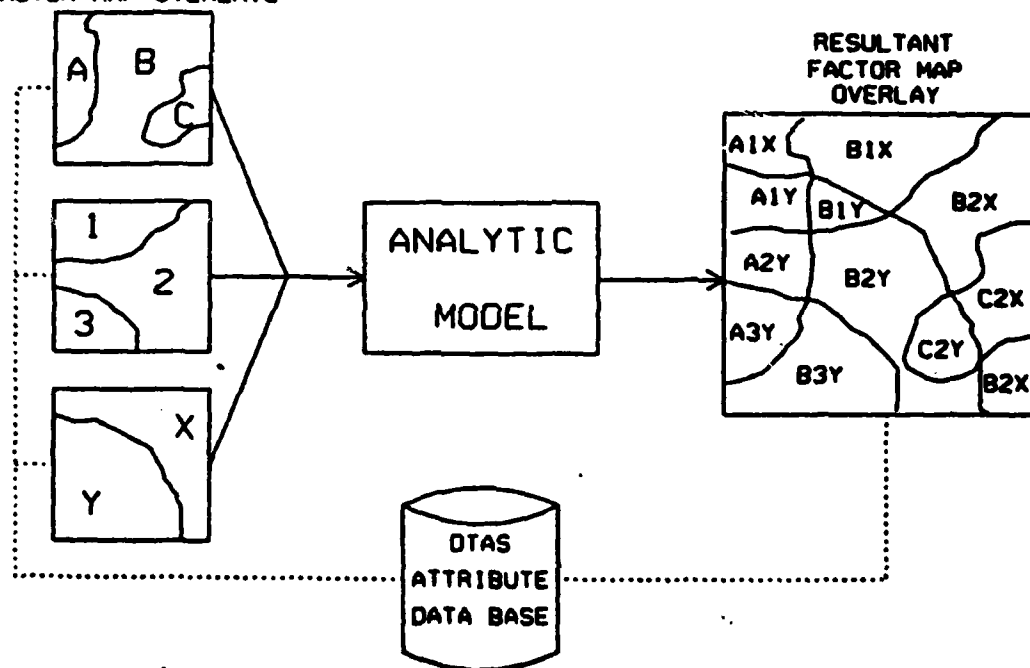 A B
C
1
2
3
X
Y
ANALYTIC
MODEL
RESULTANT
FACTOR MAP
OVERLAY
A1X B1X
A1Y B1Y B2X
A2Y B2Y
C2X
A3Y C2Y
B3Y B2X
DTAS
ATTRIBUTE
DATA BASE